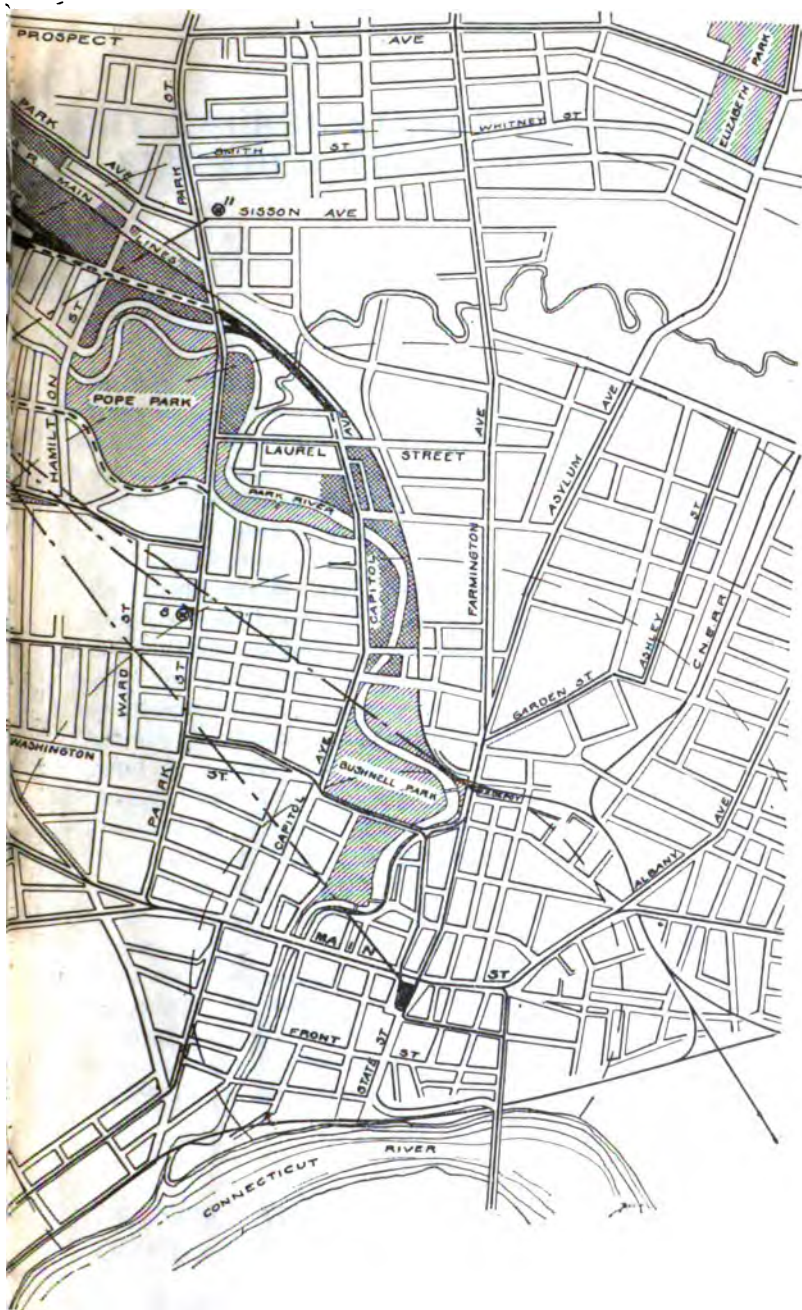 PROSPECT AVE
ELIZABETH PARK
PARK AVE
PARK ST
SMITH ST
WHITNEY ST
R. MAIN LINES
11
SISSON AVE
HAMILTON ST
POPE PARK
AVE
LAUREL STREET
PARK RIVER
CAPITOL
FARMINGTON AVE
ASYLUM AVE
ASHLEY ST
C N E R R
WARD ST
PARK ST
GARDEN ST
WASHINGTON ST
CAPITOL AVE
BUSHNELL PARK
ALBANY AVE
MAIN ST
FRONT ST
STATE ST
CONNECTICUT RIVER